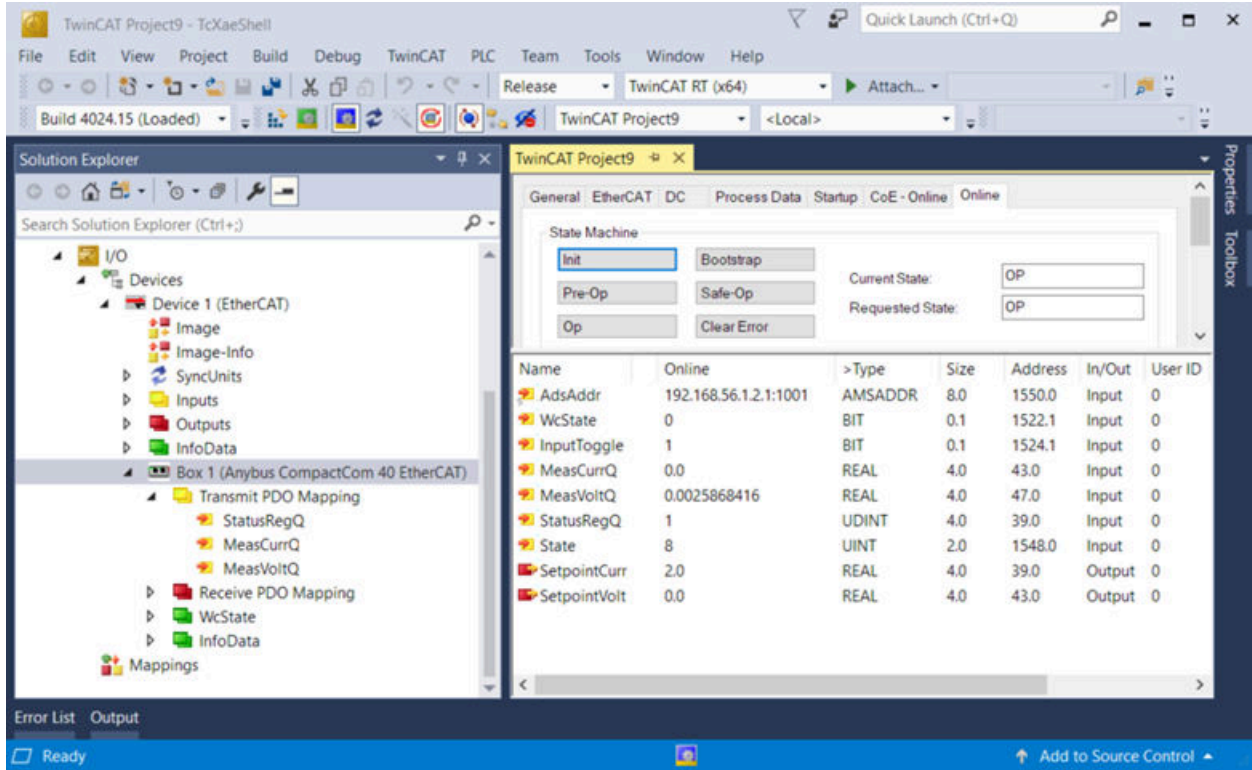 TwinCAT Project9 - TcXaeShell
Quick Launch (Ctrl+Q)
File Edit View Project Build Debug TwinCAT PLC Team Tools Window Help
Release TwinCAT RT (x64) Attach...
Build 4024.15 (Loaded) TwinCAT Project9 <Local>
Solution Explorer
Search Solution Explorer (Ctrl+;)
I/O
Devices
Device 1 (EtherCAT)
Image
Image-Info
SyncUnits
Inputs
Outputs
InfoData
Box 1 (Anybus CompactCom 40 EtherCAT)
Transmit PDO Mapping
StatusRegQ
MeasCurrQ
MeasVoltQ
Receive PDO Mapping
WcState
InfoData
Mappings
TwinCAT Project9
General EtherCAT DC Process Data Startup CoE - Online Online
State Machine
Init Bootstrap
Pre-Op Safe-Op
Op Clear Error
Current State: OP
Requested State: OP
Name Online >Type Size Address In/Out User ID
AdsAddr 192.168.56.1.2.1:1001 AMSADDR 8.0 1550.0 Input 0
WcState 0 BIT 0.1 1522.1 Input 0
InputToggle 1 BIT 0.1 1524.1 Input 0
MeasCurrQ 0.0 REAL 4.0 43.0 Input 0
MeasVoltQ 0.0025868416 REAL 4.0 47.0 Input 0
StatusRegQ 1 UDINT 4.0 39.0 Input 0
State 8 UINT 2.0 1548.0 Input 0
SetpointCurr 2.0 REAL 4.0 39.0 Output 0
SetpointVolt 0.0 REAL 4.0 43.0 Output 0
Properties
Toolbox
Error List Output
Ready
Add to Source Control